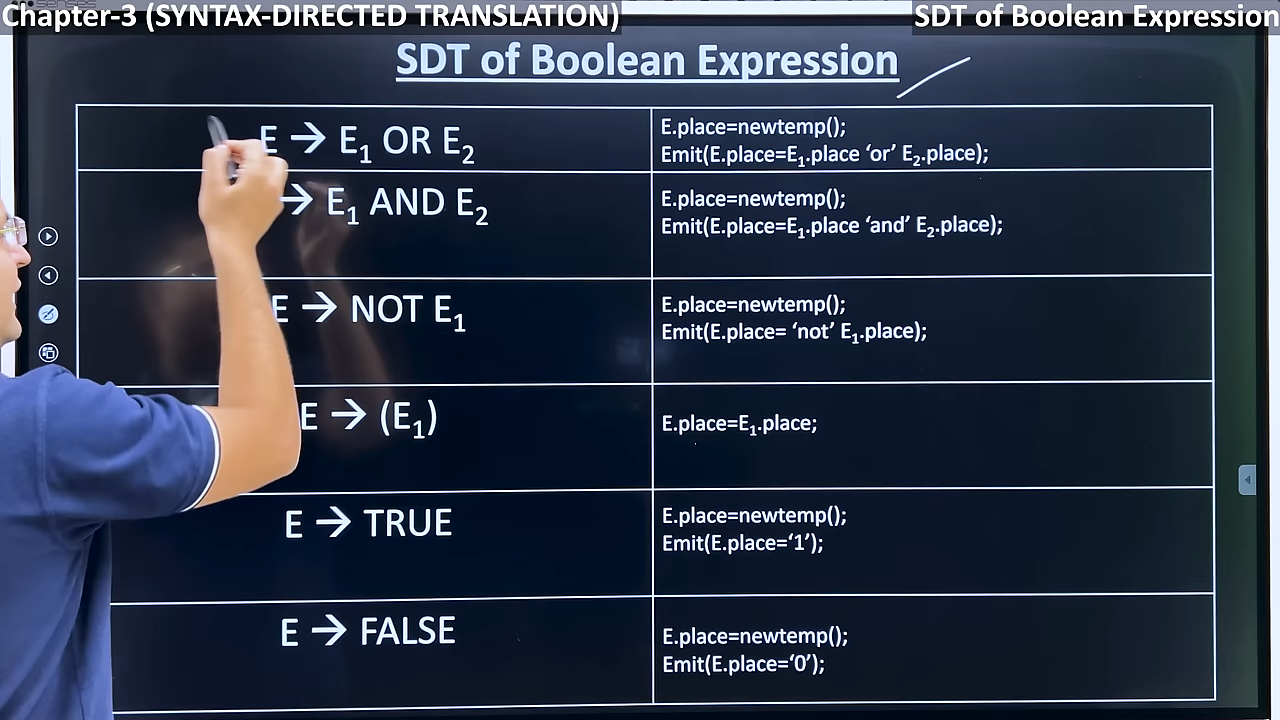 Chapter-3 (SYNTAX-DIRECTED TRANSLATION)
SDT of Boolean Expression
SDT of Boolean Expression
E → E₁ OR E₂
E.place=newtemp();
Emit(E.place=E₁.place ‘or’ E₂.place);
→ E₁ AND E₂
E.place=newtemp();
Emit(E.place=E₁.place ‘and’ E₂.place);
E → NOT E₁
E.place=newtemp();
Emit(E.place= ‘not’ E₁.place);
E → (E₁)
E.place=E₁.place;
E → TRUE
E.place=newtemp();
Emit(E.place=‘1’);
E → FALSE
E.place=newtemp();
Emit(E.place=‘0’);